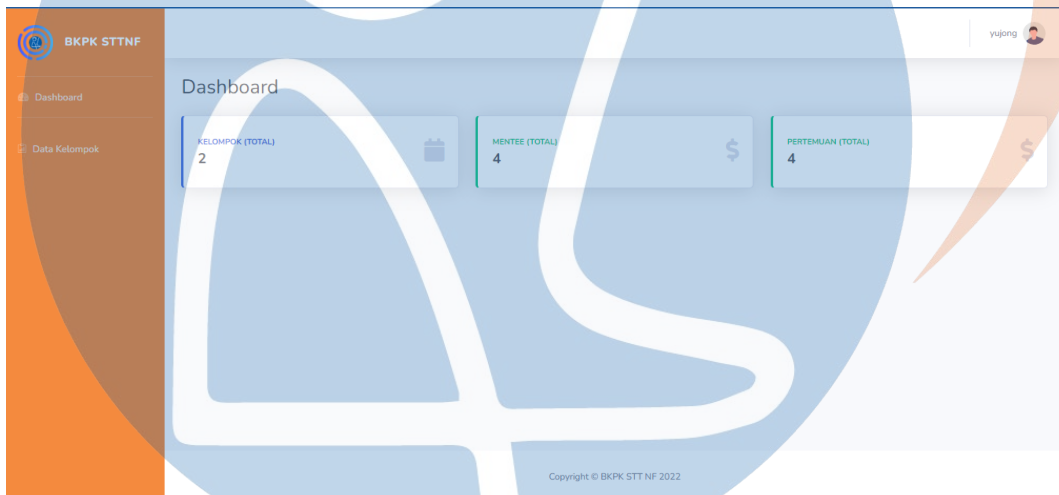 BKPK STTNF
yujong
Dashboard
Dashboard
Data Kelompok
KELOMPOK (TOTAL)
2
MENTEE (TOTAL)
4
PERTEMUAN (TOTAL)
4
Copyright © BKPK STT NF 2022